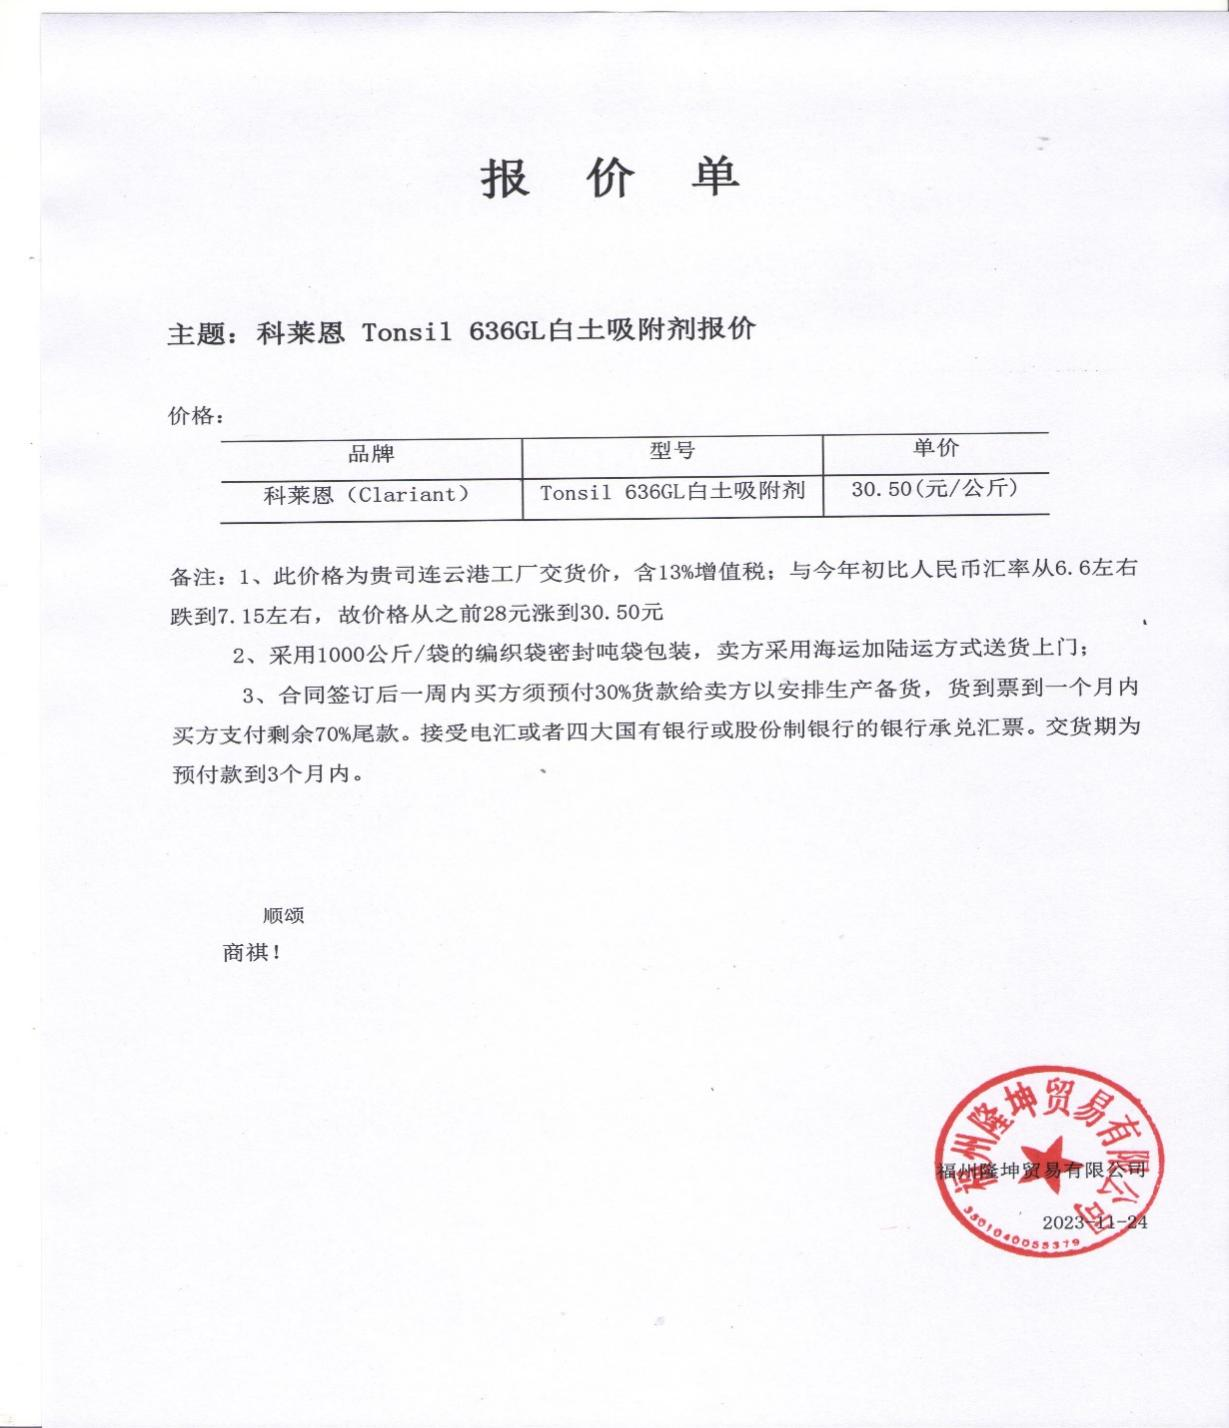 报 价 单
主题：科莱恩 Tonsil 636GL白土吸附剂报价
价格：
品牌 型号 单价
科莱恩（Clariant） Tonsil 636GL白土吸附剂 30.50(元/公斤)
备注：1、此价格为贵司连云港工厂交货价，含13%增值税；与今年初比人民币汇率从6.6左右
跌到7.15左右，故价格从之前28元涨到30.50元
2、采用1000公斤/袋的编织袋密封吨袋包装，卖方采用海运加陆运方式送货上门；
3、合同签订后一周内买方须预付30%货款给卖方以安排生产备货，货到票到一个月内
买方支付剩余70%尾款。接受电汇或者四大国有银行或股份制银行的银行承兑汇票。交货期为
预付款到3个月内。
顺颂
商祺！
福州隆坤贸易有限公司
福州隆坤贸易有限公司
2023-11-24
3501040055379